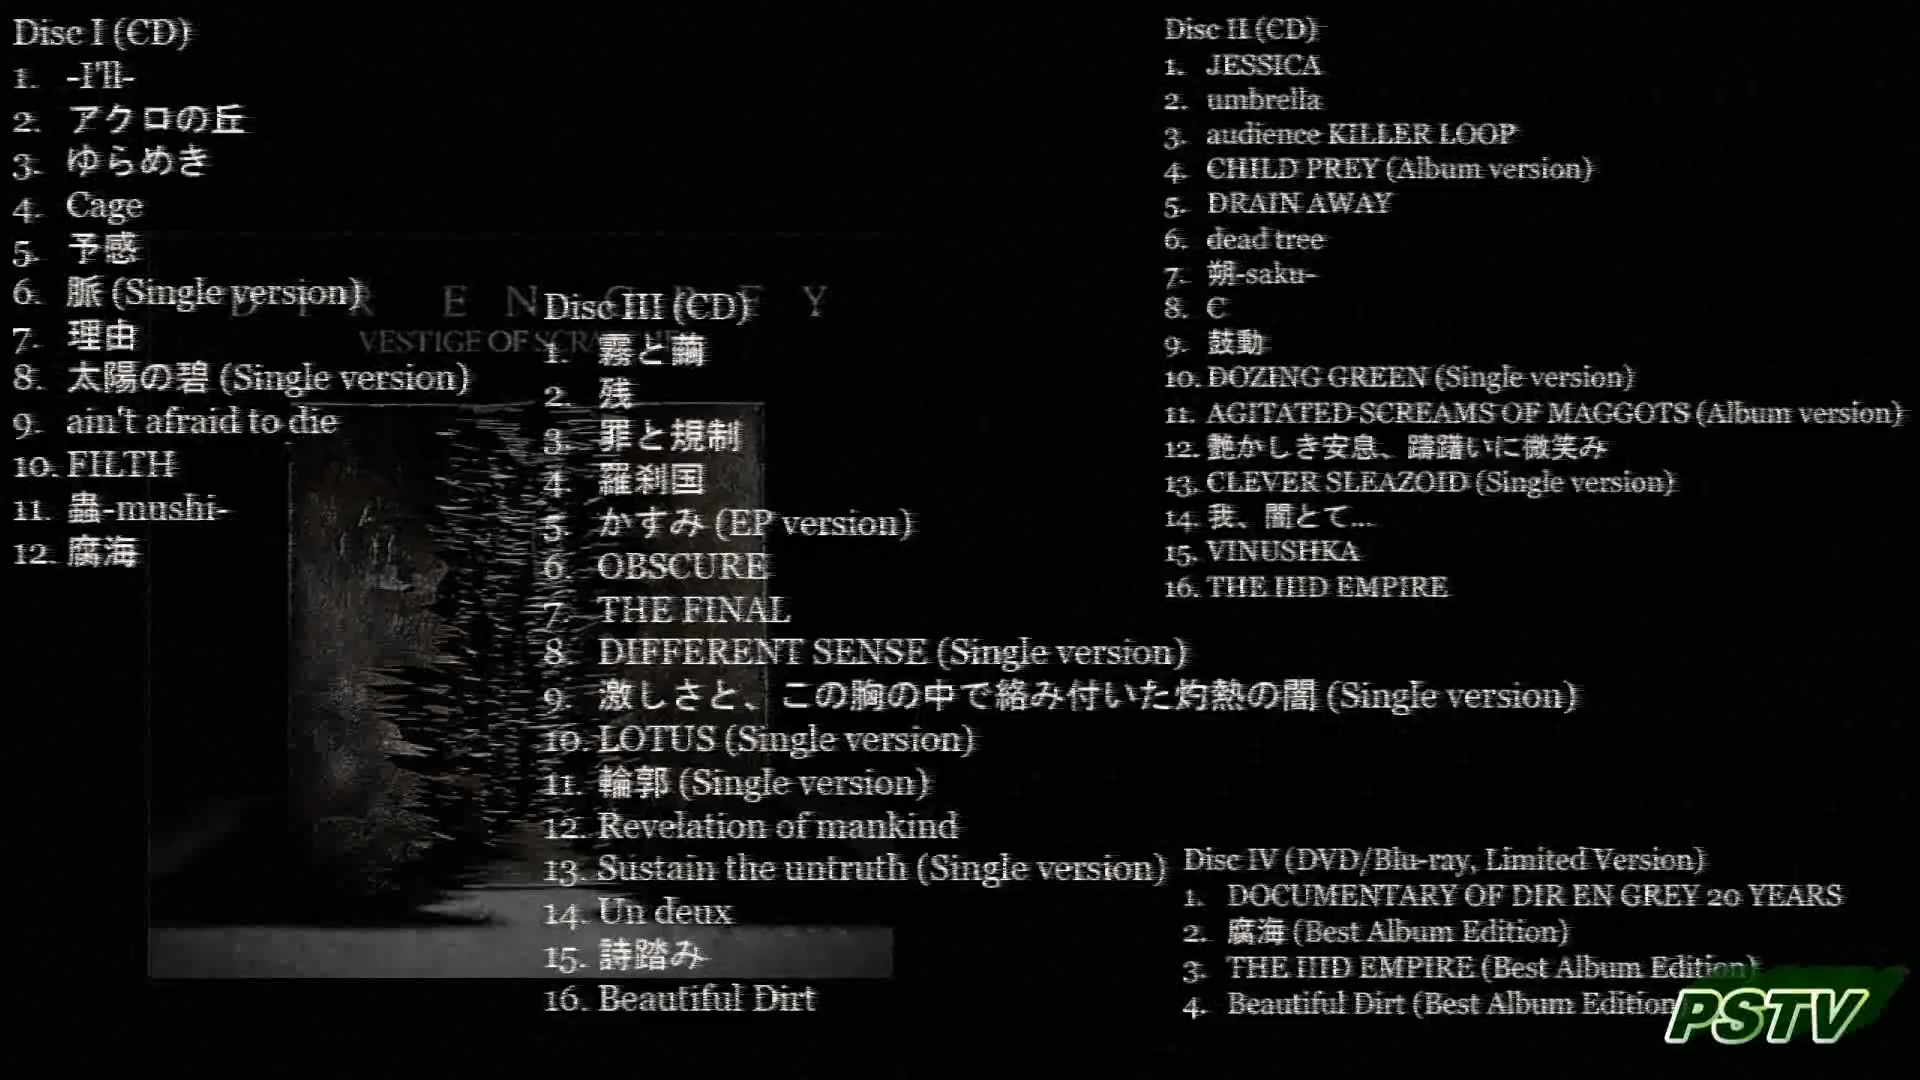 Disc I (CD)
1. -I'll-
2. アクロの丘
3. ゆらめき
4. Cage
5. 予感
6. 脈 (Single version)
7. 理由
8. 太陽の碧 (Single version)
9. ain't afraid to die
10. FILTH
11. 蟲-mushi-
12. 腐海
Disc II (CD)
1. JESSICA
2. umbrella
3. audience KILLER LOOP
4. CHILD PREY (Album version)
5. DRAIN AWAY
6. dead tree
7. 朔-saku-
8. C
9. 鼓動
10. DOZING GREEN (Single version)
11. AGITATED SCREAMS OF MAGGOTS (Album version)
12. 艶かしき安息、躊躇いに微笑み
13. CLEVER SLEAZOID (Single version)
14. 我、闇とて...
15. VINUSHKA
16. THE IIID EMPIRE
D I R E N G R E Y
VESTIGE OF
Disc III (CD)
1. 霧と繭
2. 残
3. 罪と規制
4. 羅刹国
5. かすみ (EP version)
6. OBSCURE
7. THE FINAL
8. DIFFERENT SENSE (Single version)
9. 激しさと、この胸の中で絡み付いた灼熱の闇 (Single version)
10. LOTUS (Single version)
11. 輪郭 (Single version)
12. Revelation of mankind
13. Sustain the untruth (Single version)
14. Un deux
15. 詩踏み
16. Beautiful Dirt
Disc IV (DVD/Blu-ray, Limited Version)
1. DOCUMENTARY OF DIR EN GREY 20 YEARS
2. 腐海 (Best Album Edition)
3. THE IIID EMPIRE (Best Album Edition)
4. Beautiful Dirt (Best Album Edition
PSTV